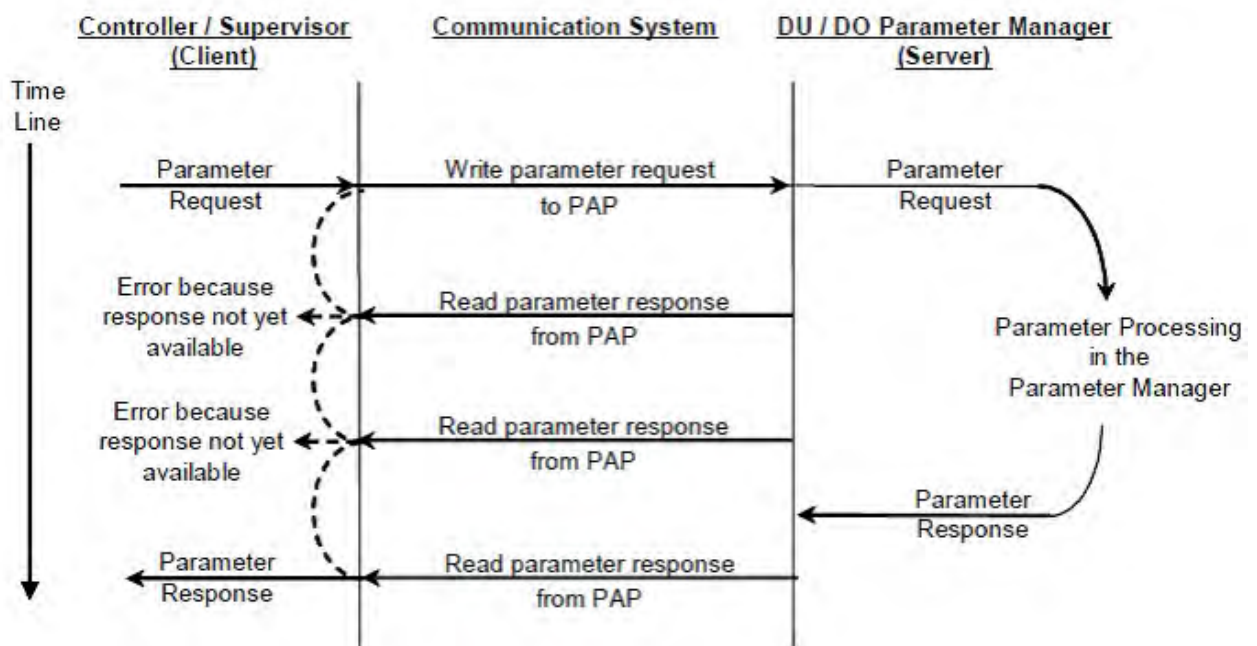 Controller / Supervisor
(Client)
Communication System
DU / DO Parameter Manager
(Server)
Time
Line
Parameter
Request
Write parameter request
to PAP
Parameter
Request
Error because
response not yet
available
Read parameter response
from PAP
Parameter Processing
in the
Parameter Manager
Error because
response not yet
available
Read parameter response
from PAP
Parameter
Response
Parameter
Response
Read parameter response
from PAP